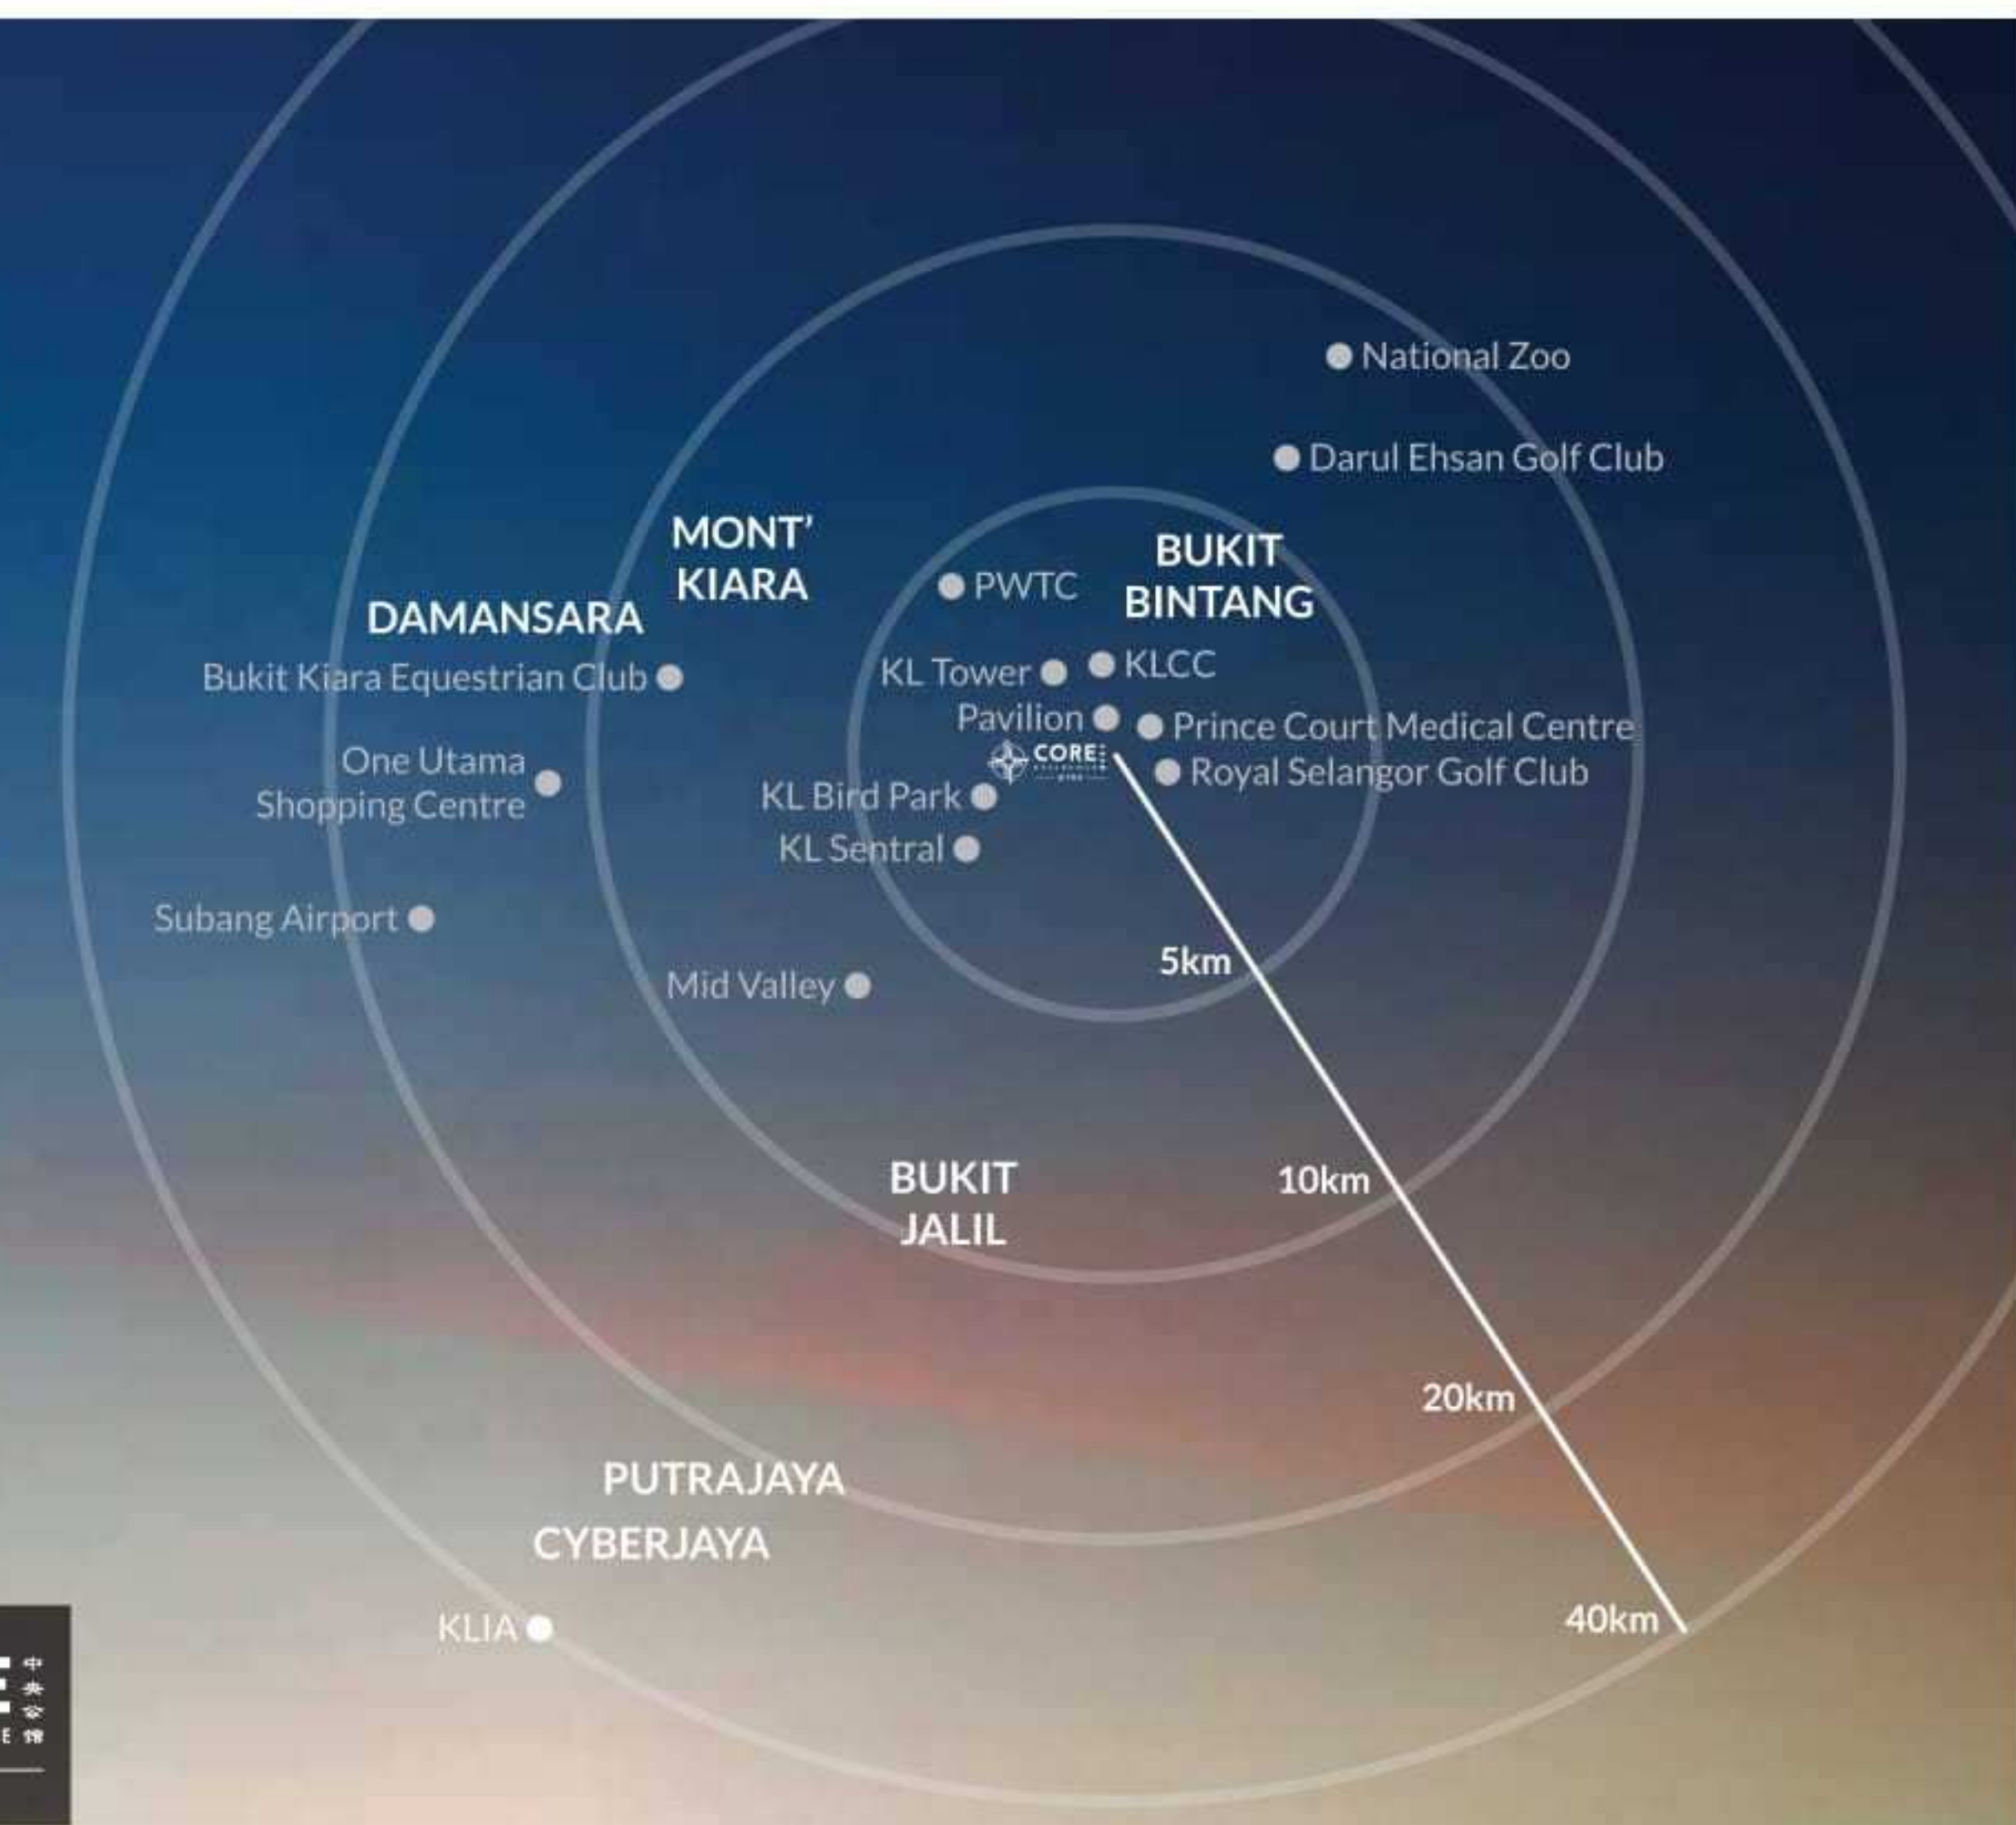 National Zoo
Darul Ehsan Golf Club
MONT'
KIARA
BUKIT
BINTANG
PWTC
DAMANSARA
Bukit Kiara Equestrian Club
KL Tower
KLCC
Pavilion
Prince Court Medical Centre
CORE
One Utama
Shopping Centre
Royal Selangor Golf Club
KL Bird Park
KL Sentral
Subang Airport
Mid Valley
5km
BUKIT
JALIL
10km
20km
PUTRAJAYA
CYBERJAYA
KLIA
40km
中央公馆